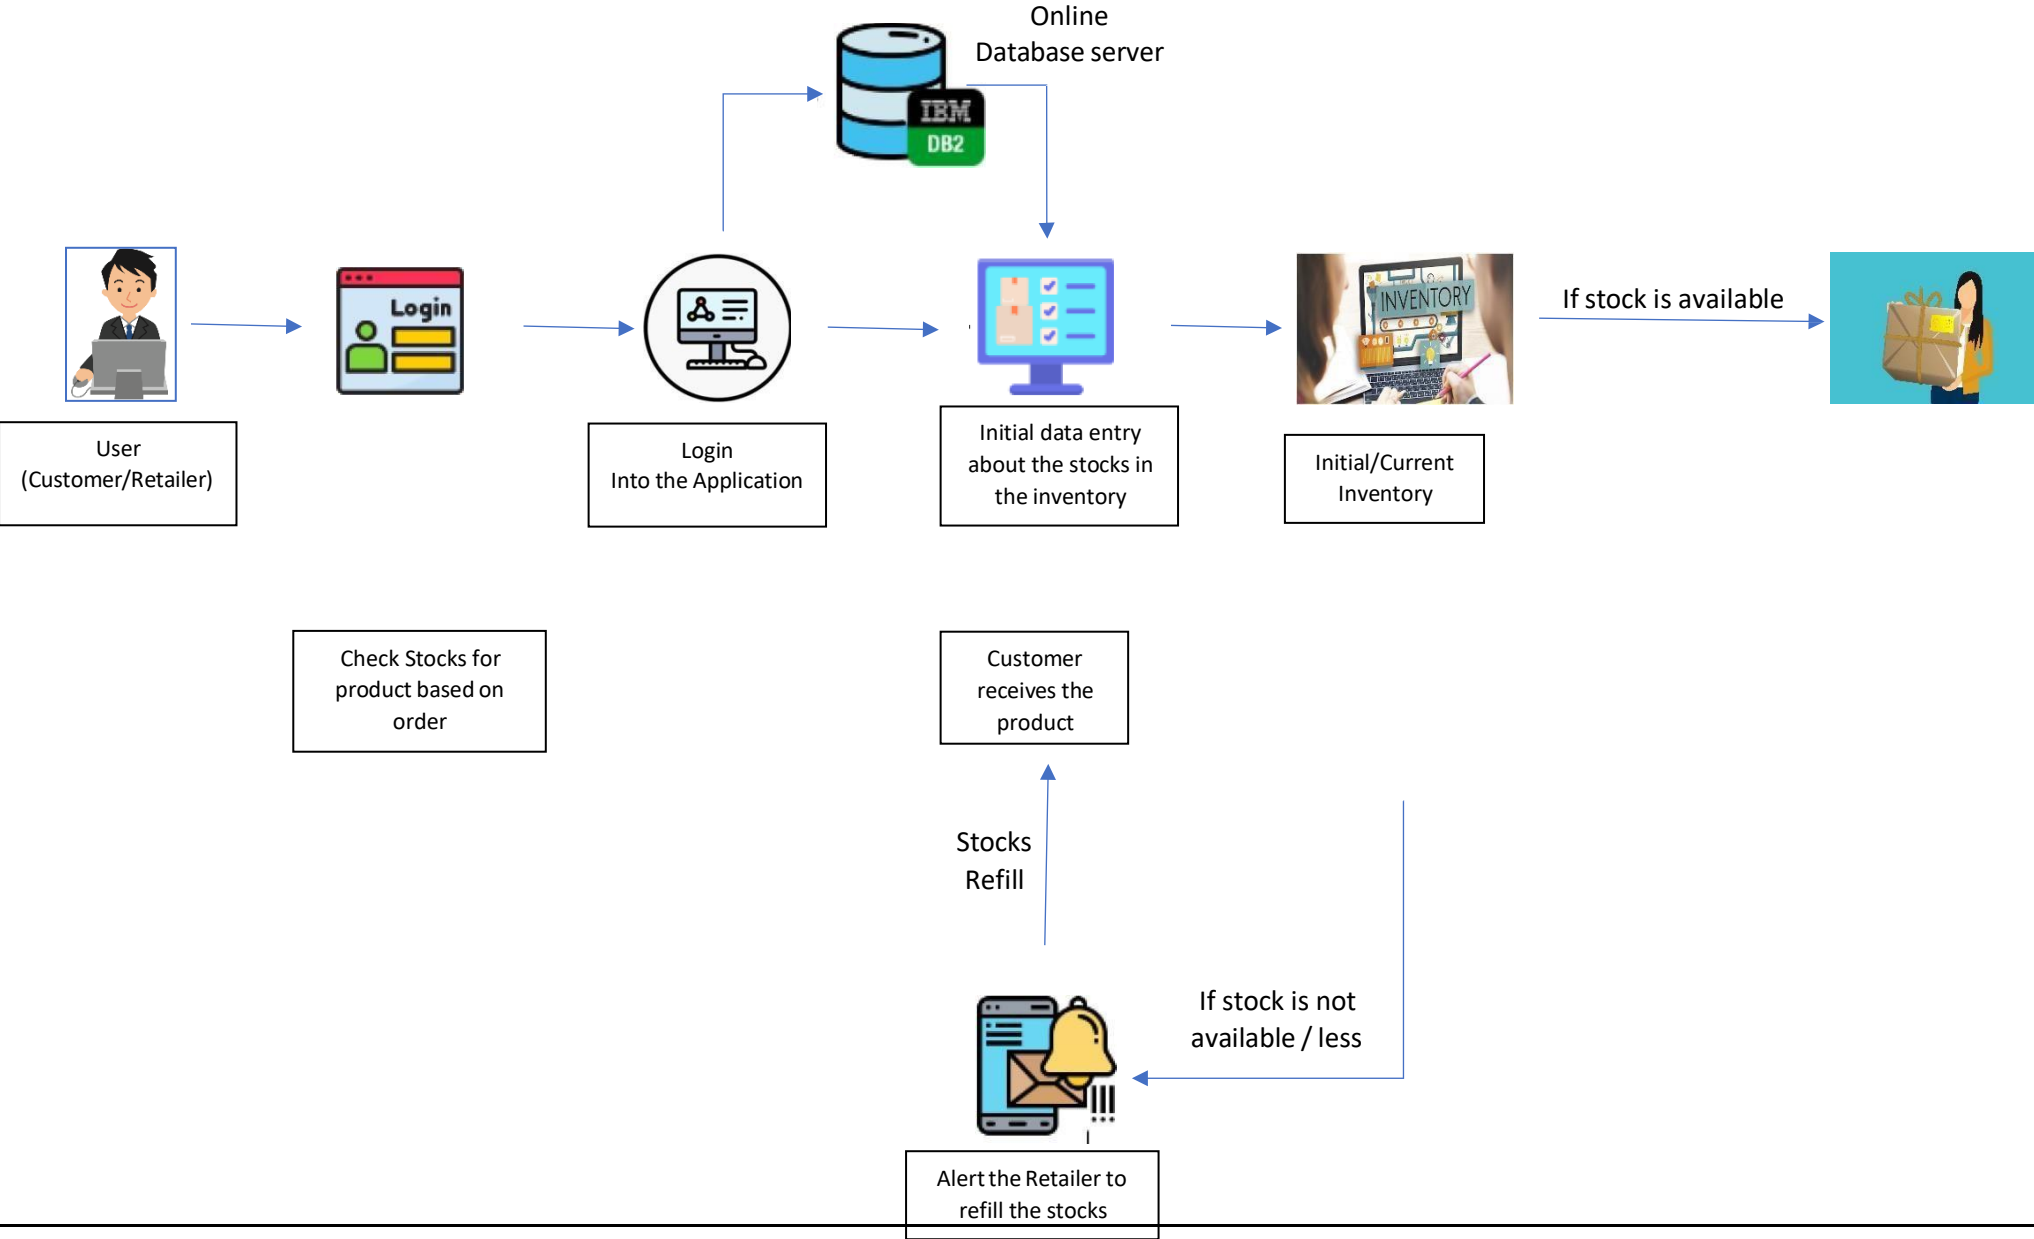 Online
Database server
IBM
DB2
Login
INVENTORY
If stock is available
User
(Customer/Retailer)
Login
Into the Application
Initial data entry
about the stocks in
the inventory
Initial/Current
Inventory
Check Stocks for
product based on
order
Customer
receives the
product
Stocks
Refill
If stock is not
available / less
Alert the Retailer to
refill the stocks